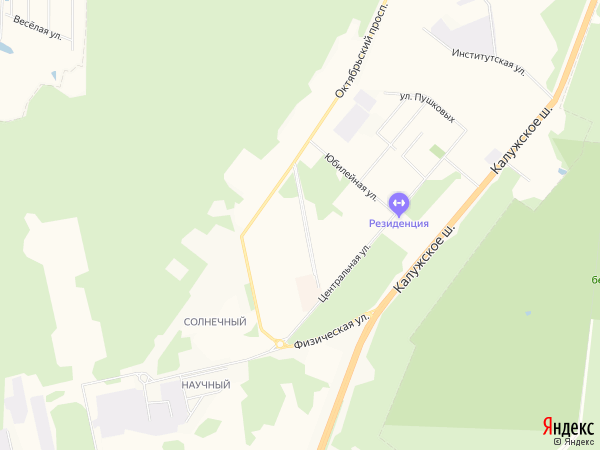 Весёлая ул.
Октябрьский просп.
Институтская ул.
ул. Пушковых
Калужское ш.
Юбилейная ул.
Резиденция
Калужское ш.
Центральная ул.
бе
СОЛНЕЧНЫЙ
Физическая ул.
НАУЧНЫЙ
Яндекс
© Яндекс